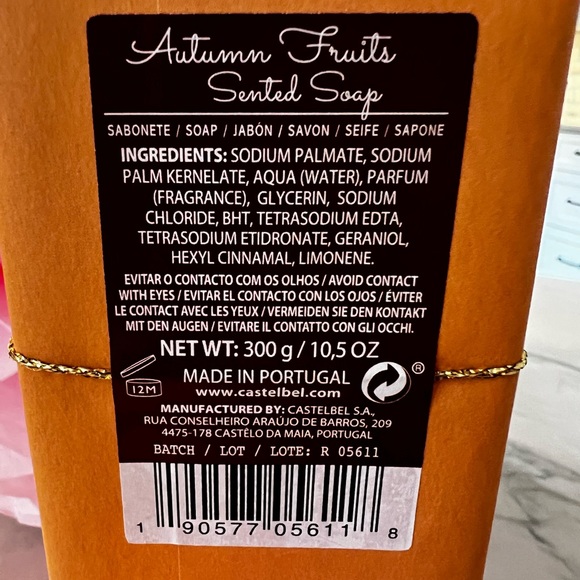 Autumn Fruits
Sented Soap
SABONETE / SOAP / JABÓN / SAVON / SEIFE / SAPONE
INGREDIENTS: SODIUM PALMATE, SODIUM
PALM KERNELATE, AQUA (WATER), PARFUM
(FRAGRANCE), GLYCERIN, SODIUM
CHLORIDE, BHT, TETRASODIUM EDTA,
TETRASODIUM ETIDRONATE, GERANIOL,
HEXYL CINNAMAL, LIMONENE.
EVITAR O CONTACTO COM OS OLHOS / AVOID CONTACT
WITH EYES / EVITAR EL CONTACTO CON LOS OJOS / ÉVITER
LE CONTACT AVEC LES YEUX / VERMEIDEN SIE DEN KONTAKT
MIT DEN AUGEN / EVITARE IL CONTATTO CON GLI OCCHI.
NET WT: 300 g / 10,5 OZ
12M
MADE IN PORTUGAL
®
www.castelbel.com
MANUFACTURED BY: CASTELBEL S.A.,
RUA CONSELHEIRO ARAÚJO DE BARROS, 209
4475-178 CASTÊLO DA MAIA, PORTUGAL
BATCH / LOT / LOTE: R 05611
1 90577 05611 8